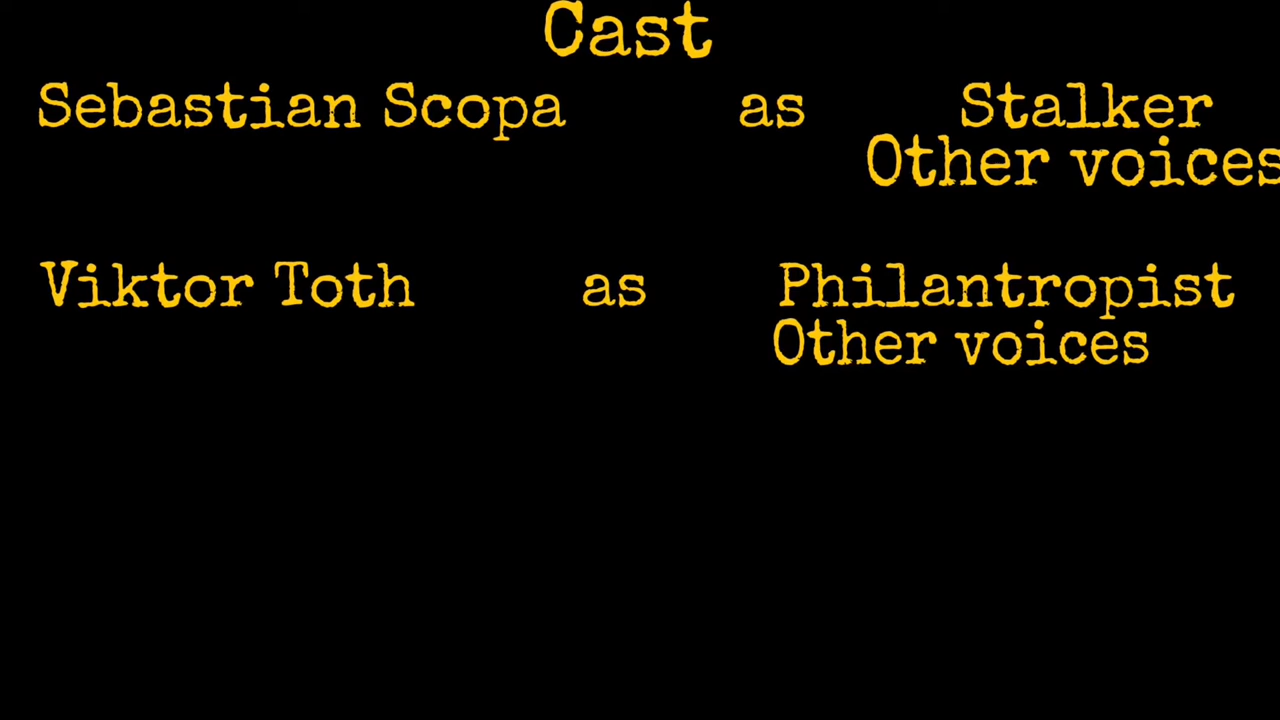 Cast
Sebastian Scopa as Stalker
Other voices
Viktor Toth as Philantropist
Other voices